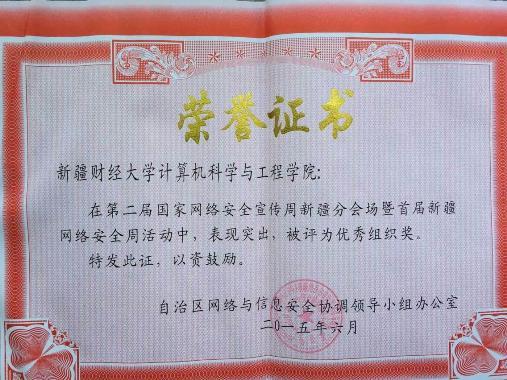 荣誉证书
新疆财经大学计算机科学与工程学院:
在第二届国家网络安全宣传周新疆分会场暨首届新疆
网络安全周活动中,表现突出,被评为优秀组织奖。
特发此证,以资鼓励。
自治区网络与信息安全协调领导小组办公室
二〇一五年六月